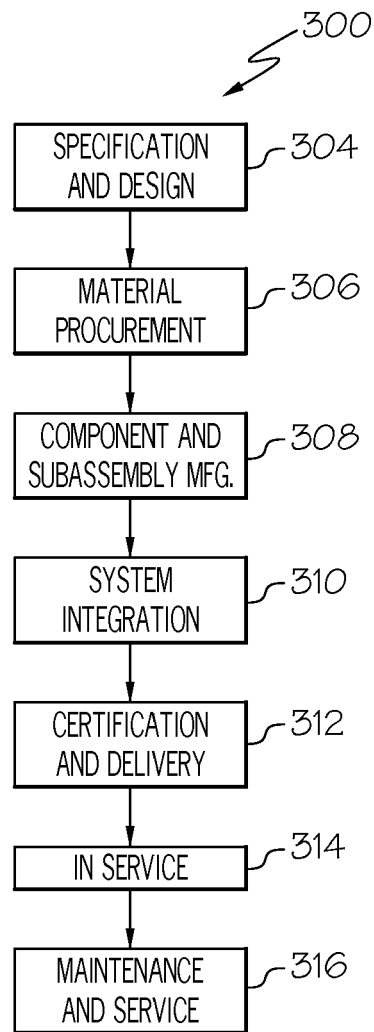 300
SPECIFICATION
AND DESIGN
304
MATERIAL
PROCUREMENT
306
COMPONENT AND
SUBASSEMBLY MFG.
308
SYSTEM
INTEGRATION
310
CERTIFICATION
AND DELIVERY
312
IN SERVICE
314
MAINTENANCE
AND SERVICE
316